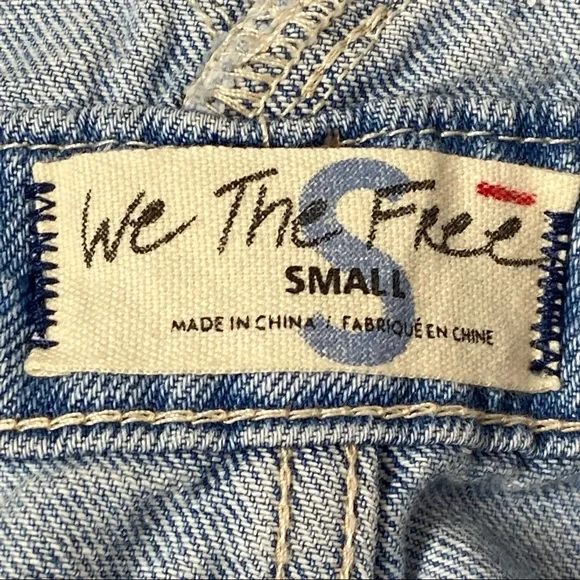 We The Free
S
SMALL
MADE IN CHINA / FABRIQUÉ EN CHINE